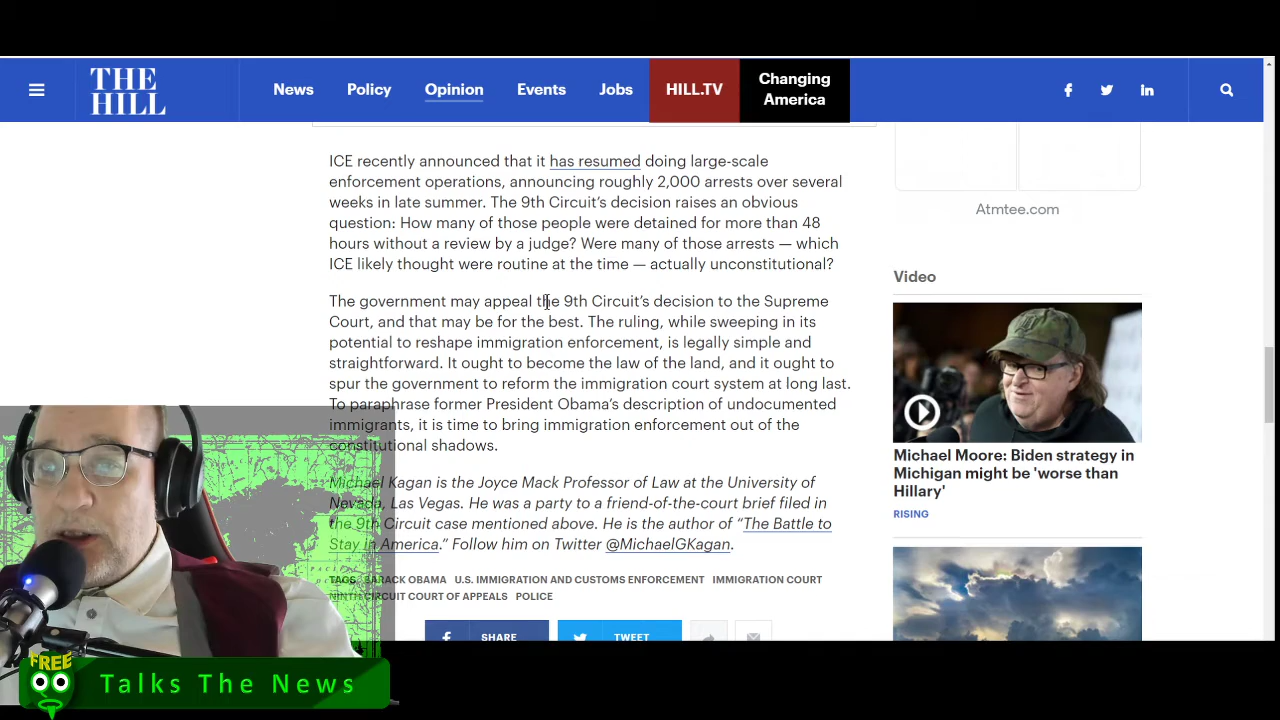 THE
HILL
News
Policy
Opinion
Events
Jobs
HILL.TV
Changing
America
ICE recently announced that it has resumed doing large-scale
enforcement operations, announcing roughly 2,000 arrests over several
weeks in late summer. The 9th Circuit's decision raises an obvious
question: How many of those people were detained for more than 48
hours without a review by a judge? Were many of those arrests — which
ICE likely thought were routine at the time — actually unconstitutional?
The government may appeal the 9th Circuit's decision to the Supreme
Court, and that may be for the best. The ruling, while sweeping in its
potential to reshape immigration enforcement, is legally simple and
straightforward. It ought to become the law of the land, and it ought to
spur the government to reform the immigration court system at long last.
To paraphrase former President Obama's description of undocumented
immigrants, it is time to bring immigration enforcement out of the
constitutional shadows.
Michael Kagan is the Joyce Mack Professor of Law at the University of
Nevada, Las Vegas. He was a party to a friend-of-the-court brief filed in
the 9th Circuit case mentioned above. He is the author of “The Battle to
Stay in America.” Follow him on Twitter @MichaelGKagan.
TAGS BARACK OBAMA U.S. IMMIGRATION AND CUSTOMS ENFORCEMENT IMMIGRATION COURT
NINTH CIRCUIT COURT OF APPEALS POLICE
SHARE
TWEET
Atmtee.com
Video
Michael Moore: Biden strategy in
Michigan might be 'worse than
Hillary'
RISING
FREE
Talks The News